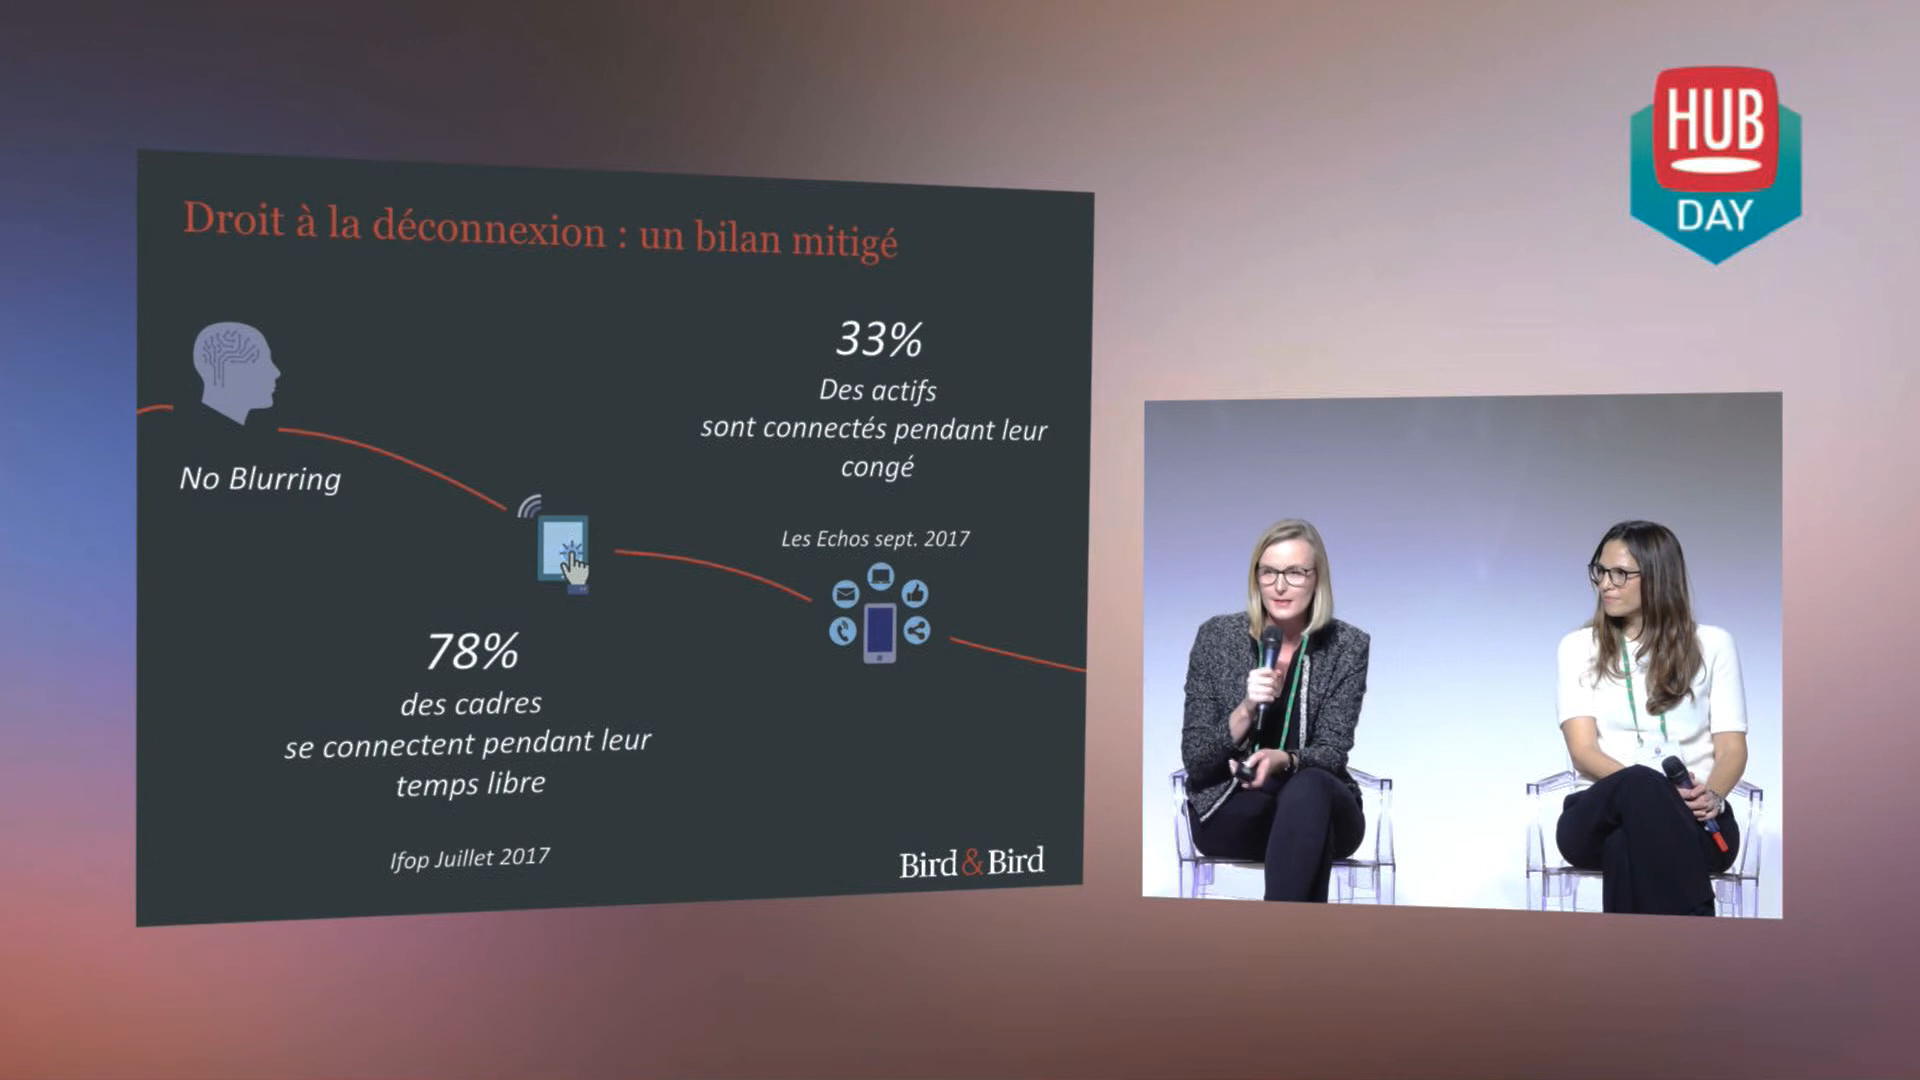 HUB
DAY
Droit à la déconnexion : un bilan mitigé
No Blurring
33%
Des actifs
sont connectés pendant leur
congé
Les Echos sept. 2017
78%
des cadres
se connectent pendant leur
temps libre
Ifop Juillet 2017
Bird & Bird